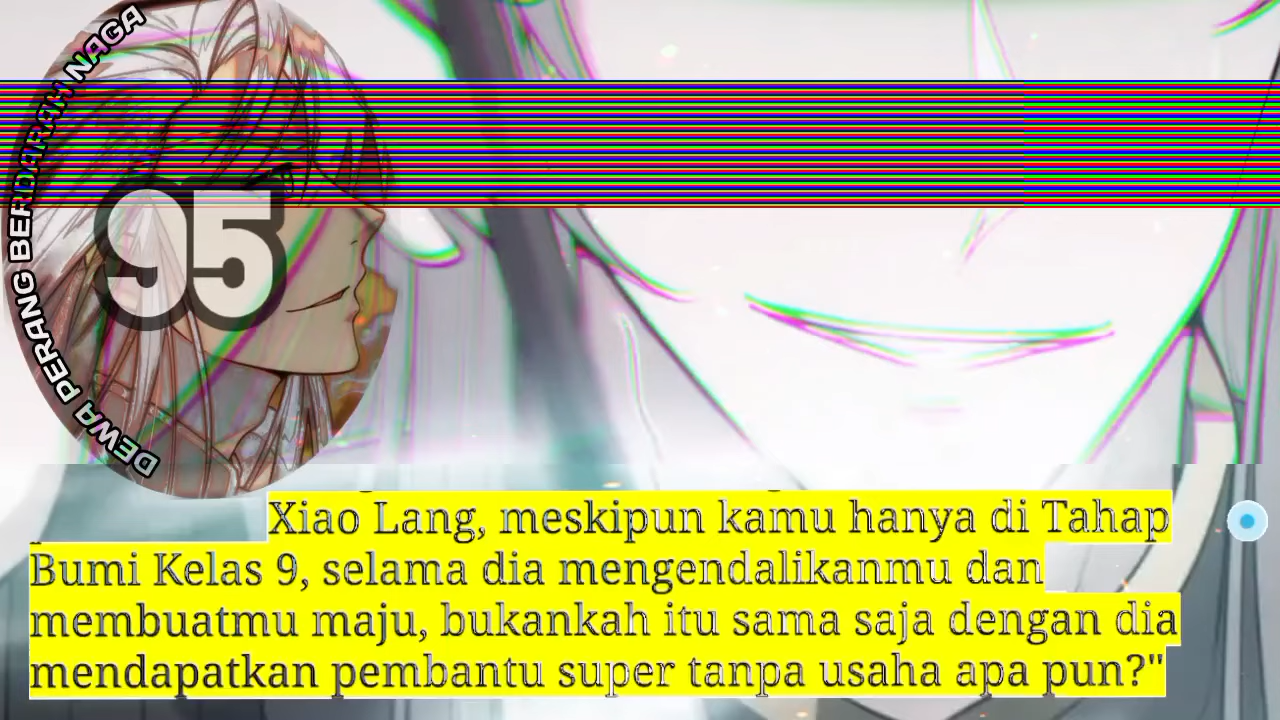 DEWA PERANG BERDARAH NAGA
95
Xiao Lang, meskipun kamu hanya di Tahap
Bumi Kelas 9, selama dia mengendalikanmu dan
membuatmu maju, bukankah itu sama saja dengan dia
mendapatkan pembantu super tanpa usaha apa pun?"